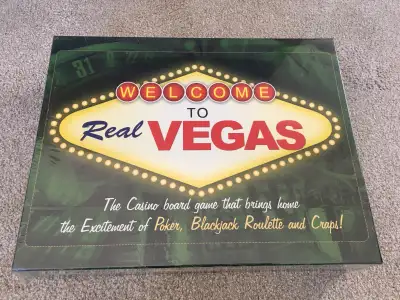 31
WELCOME
TO
Real VEGAS
The Casino board game that brings home
the Excitement of Poker, Blackjack Roulette and Craps!